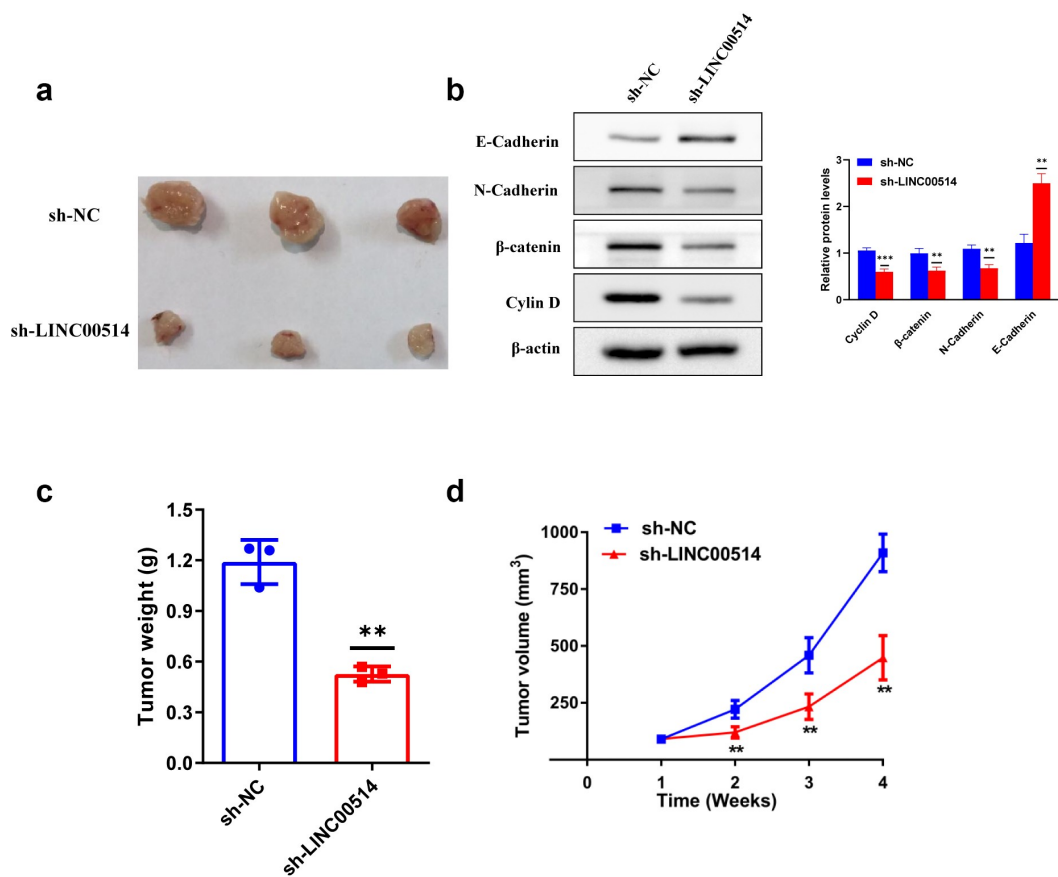 a
sh-NC
sh-LINC00514
b
sh-NC
sh-LINC00514
E-Cadherin
N-Cadherin
β-catenin
Cylin D
β-actin
Relative protein levels
3
2
1
0
sh-NC
sh-LINC00514
***
**
**
**
Cyclin D
β-catenin
N-Cadherin
E-Cadherin
c
Tumor weight (g)
1.5
1.2
0.9
0.6
0.3
0.0
**
sh-NC
sh-LINC00514
d
Tumor volume (mm³)
1000
750
500
250
sh-NC
sh-LINC00514
**
**
**
0 1 2 3 4
Time (Weeks)